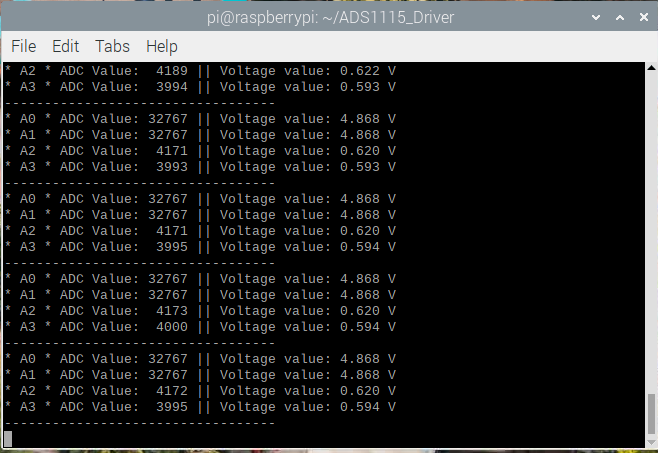 pi@raspberrypi: ~/ADS1115_Driver
File Edit Tabs Help
* A2 * ADC Value:  4189 || Voltage value: 0.622 V
* A3 * ADC Value:  3994 || Voltage value: 0.593 V
----------------------------------
* A0 * ADC Value: 32767 || Voltage value: 4.868 V
* A1 * ADC Value: 32767 || Voltage value: 4.868 V
* A2 * ADC Value:  4171 || Voltage value: 0.620 V
* A3 * ADC Value:  3993 || Voltage value: 0.593 V
----------------------------------
* A0 * ADC Value: 32767 || Voltage value: 4.868 V
* A1 * ADC Value: 32767 || Voltage value: 4.868 V
* A2 * ADC Value:  4171 || Voltage value: 0.620 V
* A3 * ADC Value:  3995 || Voltage value: 0.594 V
----------------------------------
* A0 * ADC Value: 32767 || Voltage value: 4.868 V
* A1 * ADC Value: 32767 || Voltage value: 4.868 V
* A2 * ADC Value:  4173 || Voltage value: 0.620 V
* A3 * ADC Value:  4000 || Voltage value: 0.594 V
----------------------------------
* A0 * ADC Value: 32767 || Voltage value: 4.868 V
* A1 * ADC Value: 32767 || Voltage value: 4.868 V
* A2 * ADC Value:  4172 || Voltage value: 0.620 V
* A3 * ADC Value:  3995 || Voltage value: 0.594 V
----------------------------------